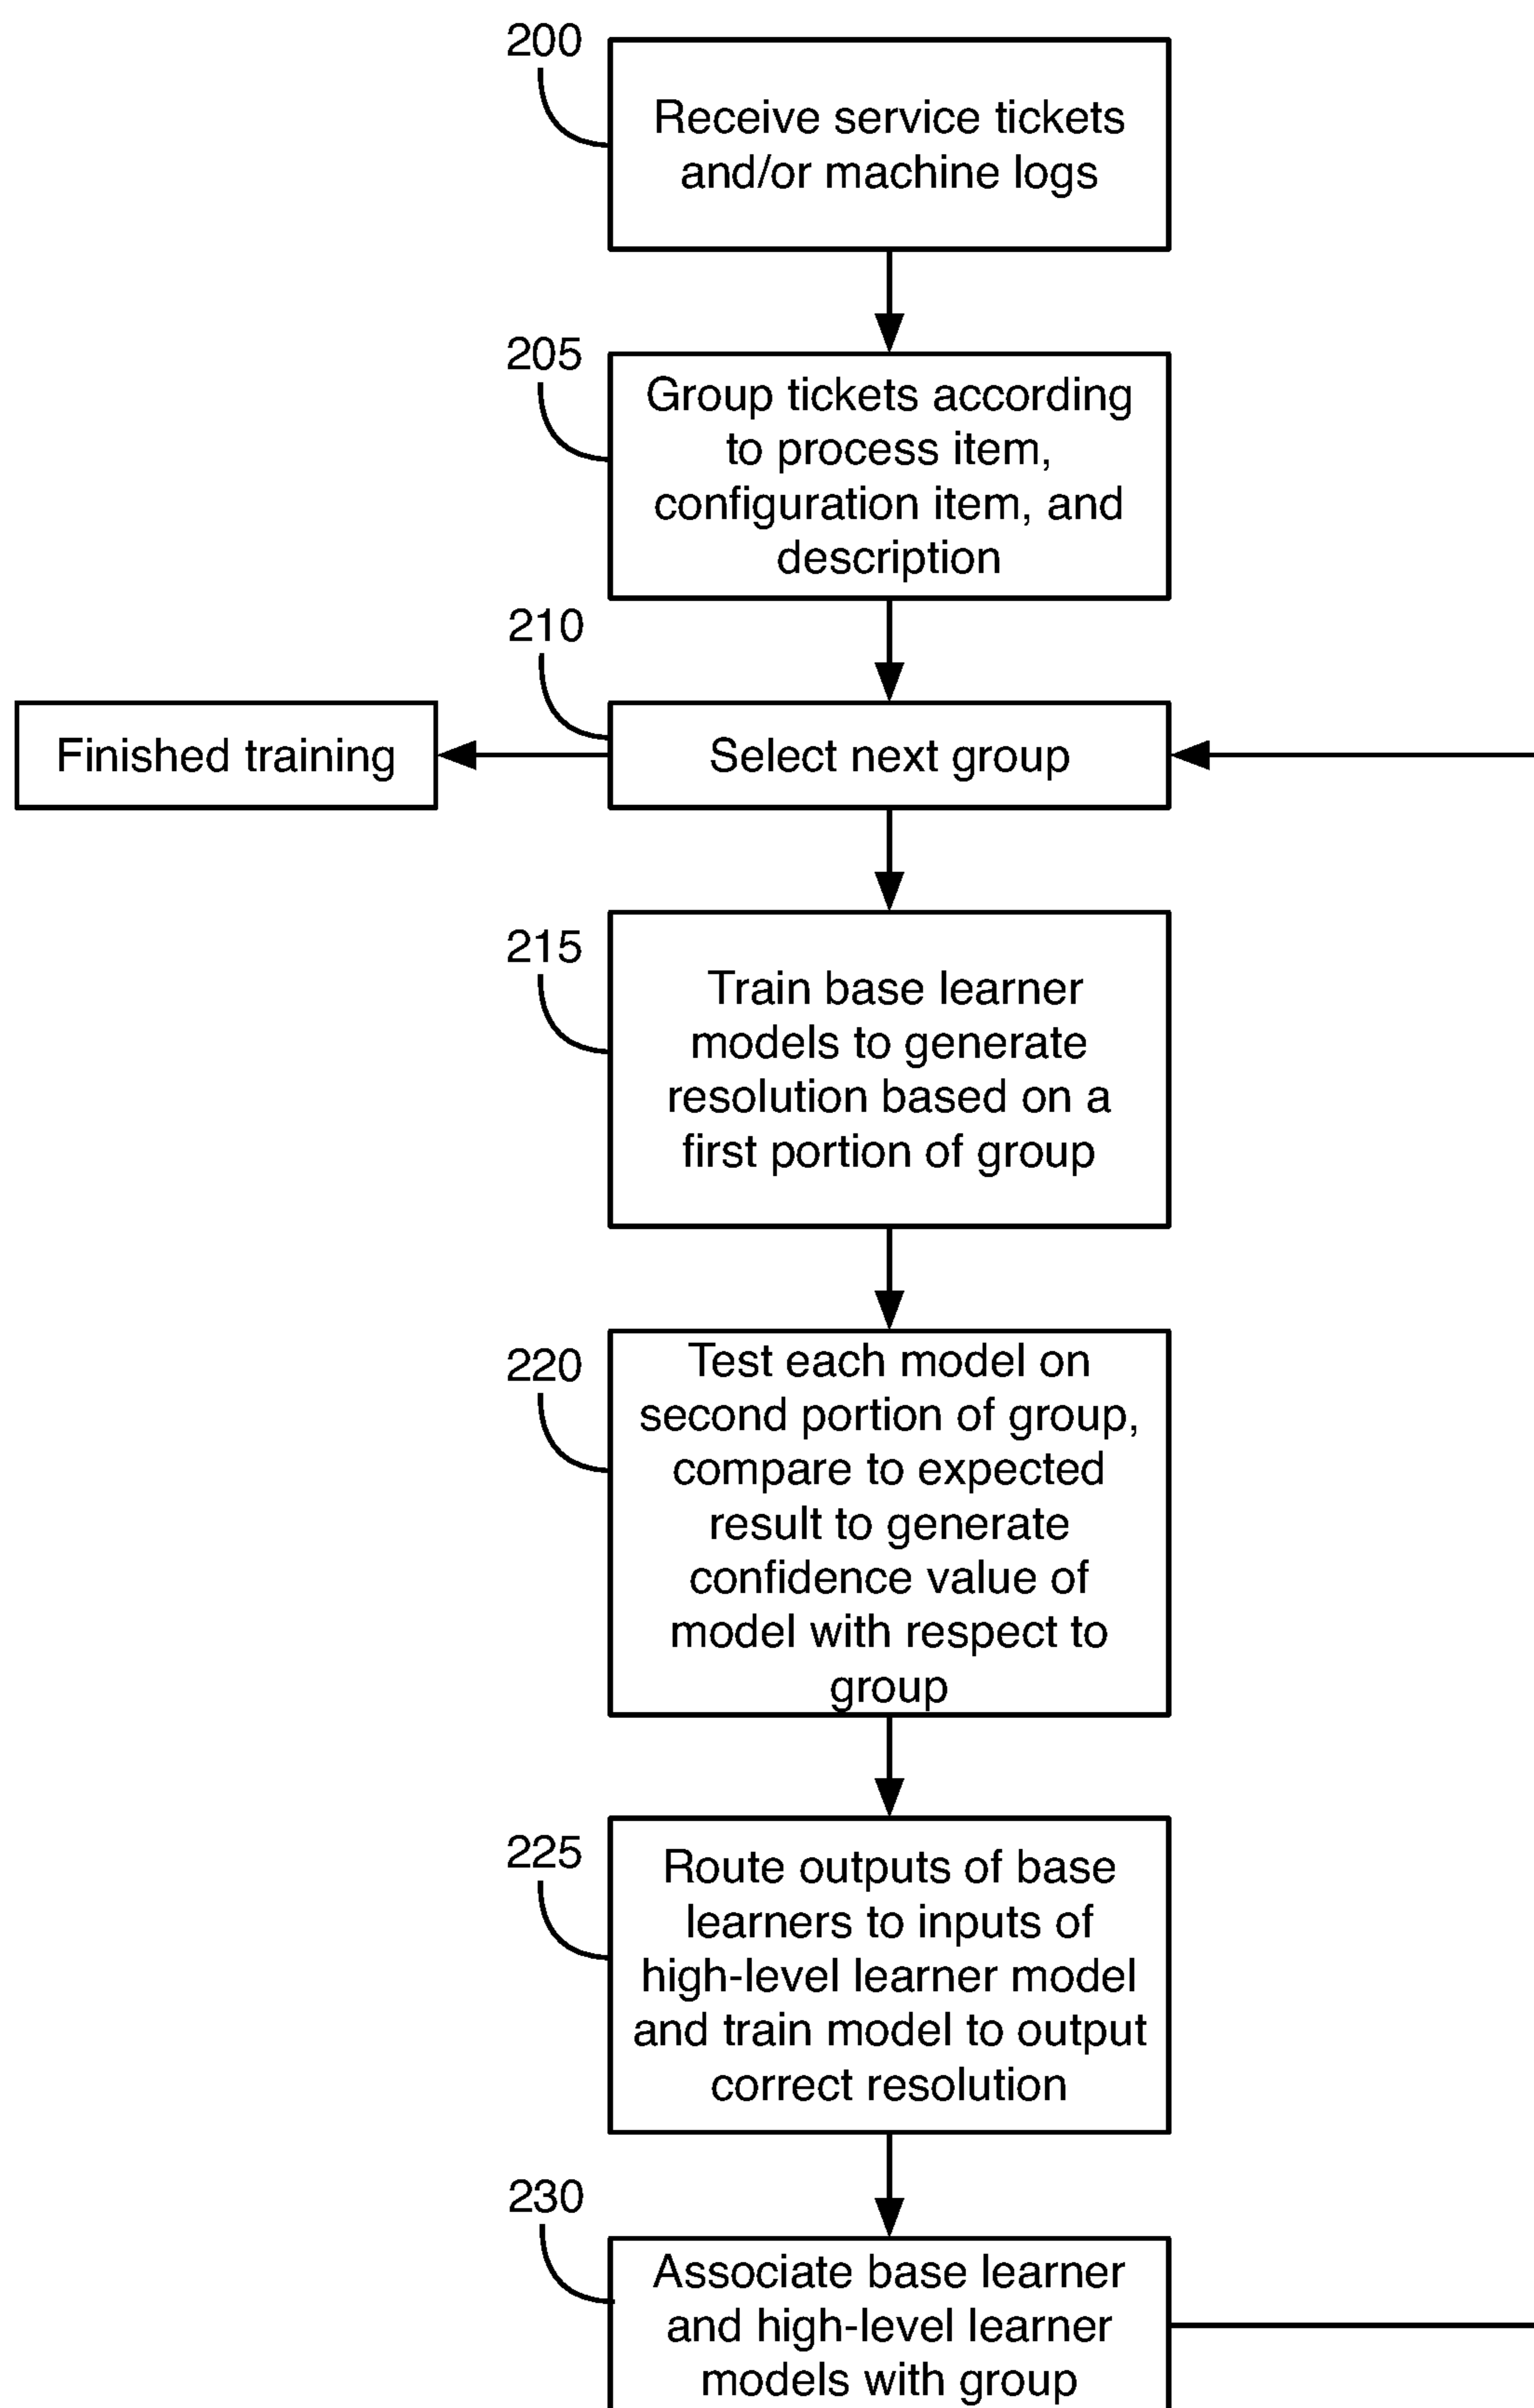 200
Receive service tickets
and/or machine logs
205
Group tickets according
to process item,
configuration item, and
description
210
Finished training
Select next group
215
Train base learner
models to generate
resolution based on a
first portion of group
220
Test each model on
second portion of group,
compare to expected
result to generate
confidence value of
model with respect to
group
225
Route outputs of base
learners to inputs of
high-level learner model
and train model to output
correct resolution
230
Associate base learner
and high-level learner
models with group